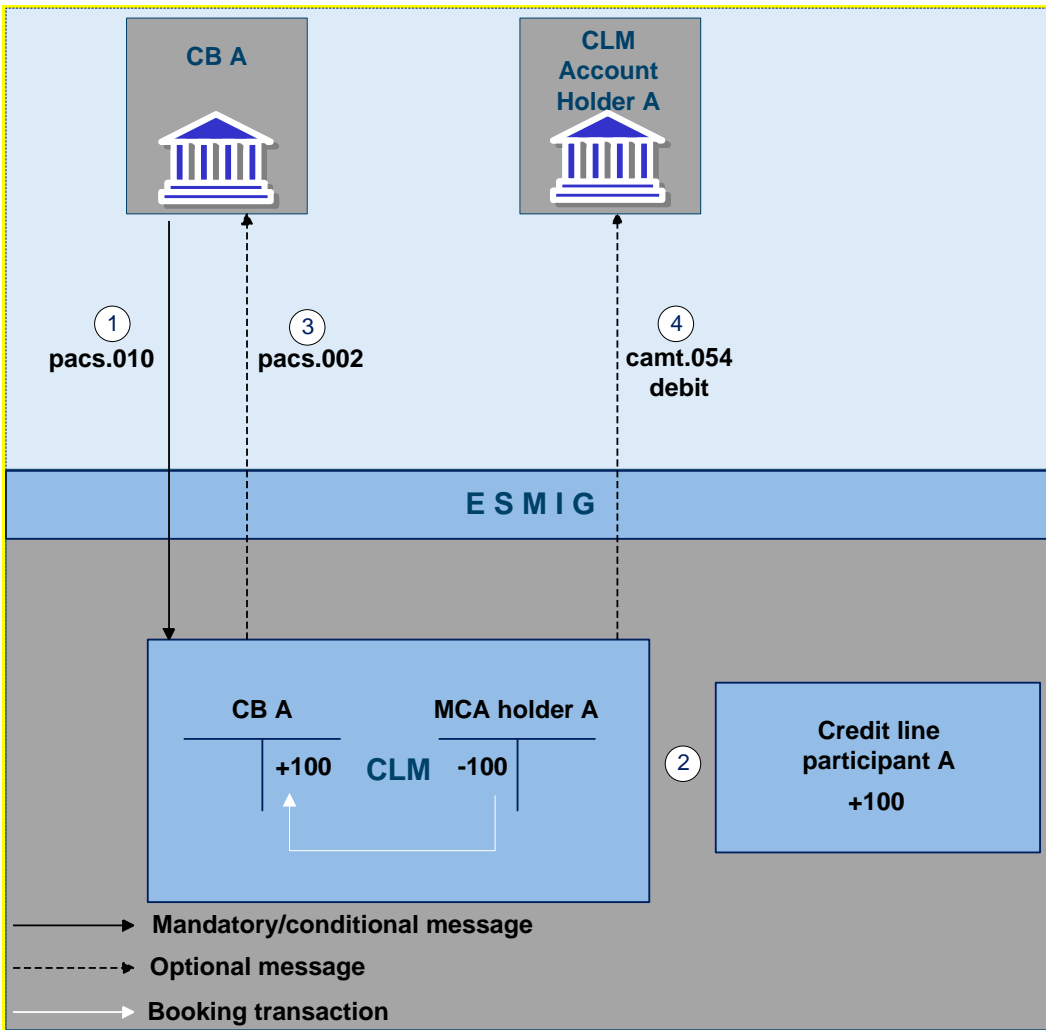 CB A
CLM
Account
Holder A
1
pacs.010
3
pacs.002
4
camt.054
debit
E S M I G
CB A
MCA holder A
+100
CLM
-100
2
Credit line
participant A
+100
Mandatory/conditional message
Optional message
Booking transaction